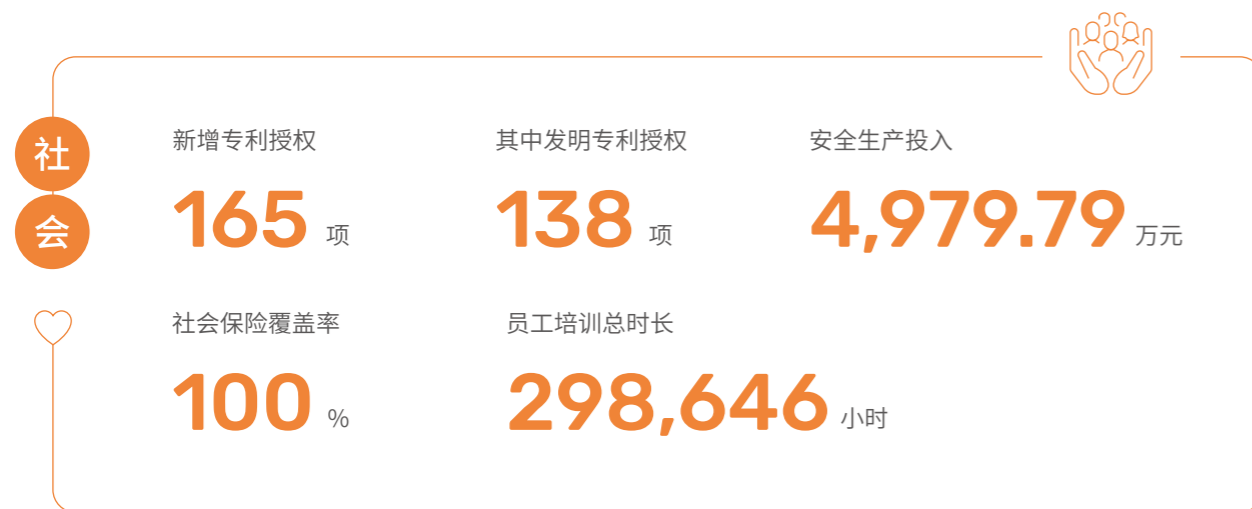 社会
新增专利授权
165 项
其中发明专利授权
138 项
安全生产投入
4,979.79 万元
社会保险覆盖率
100 %
员工培训总时长
298,646 小时